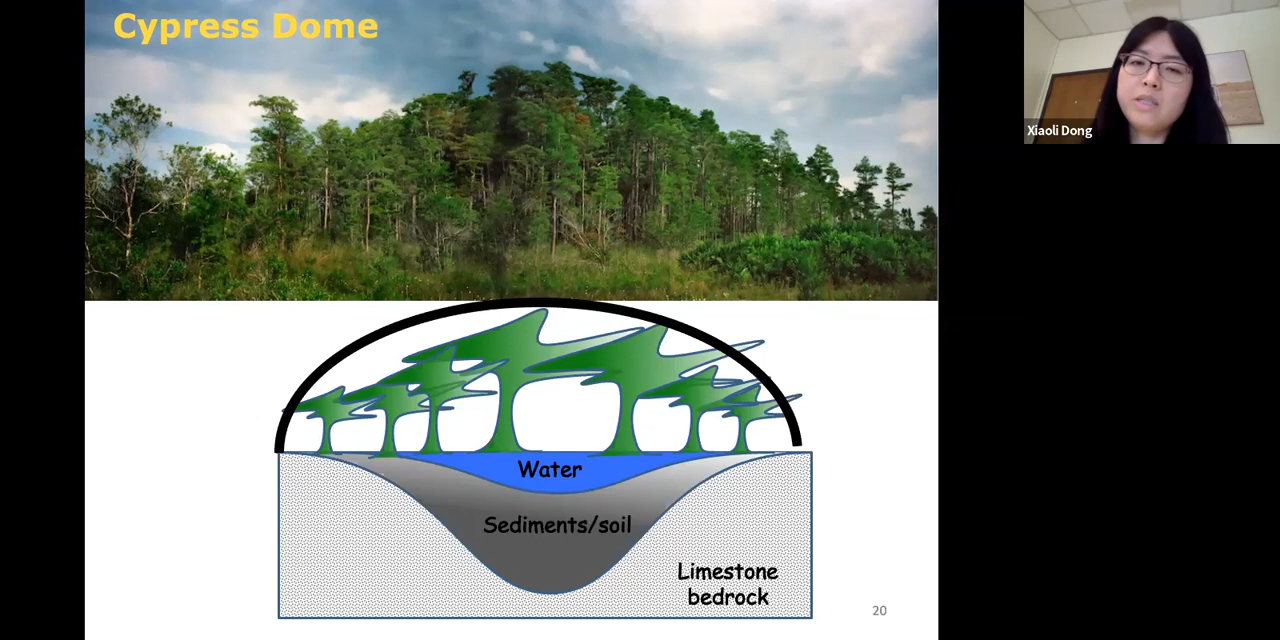 Cypress Dome
Xiaoli Dong
Water
Sediments/soil
Limestone
bedrock
20